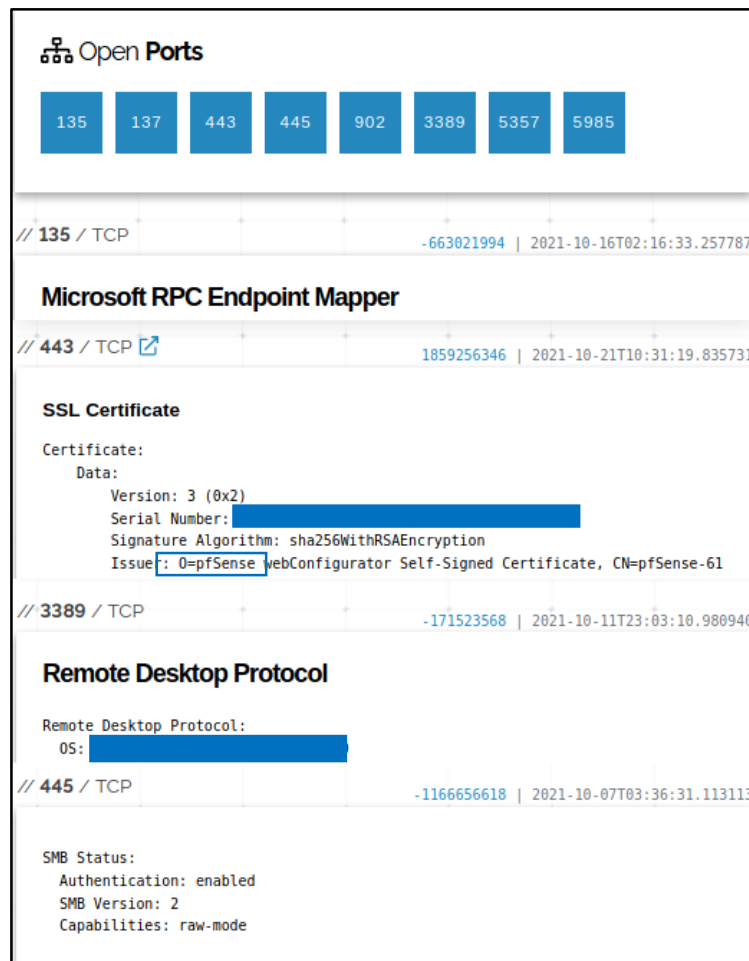 Open Ports
135 137 443 445 902 3389 5357 5985
// 135 / TCP
-663021994 | 2021-10-16T02:16:33.257787
Microsoft RPC Endpoint Mapper
// 443 / TCP
1859256346 | 2021-10-21T10:31:19.835731
SSL Certificate
Certificate:
Data:
Version: 3 (0x2)
Serial Number:
Signature Algorithm: sha256WithRSAEncryption
Issuer: O=pfSense webConfigurator Self-Signed Certificate, CN=pfSense-61
// 3389 / TCP
-171523568 | 2021-10-11T23:03:10.980940
Remote Desktop Protocol
Remote Desktop Protocol:
OS:
// 445 / TCP
-1166656618 | 2021-10-07T03:36:31.113113
SMB Status:
Authentication: enabled
SMB Version: 2
Capabilities: raw-mode